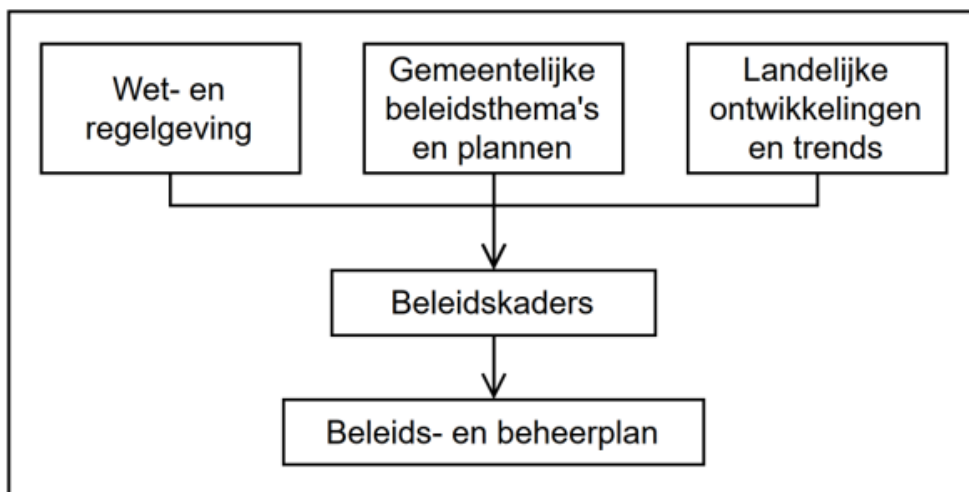 Wet- en
regelgeving
Gemeentelijke
beleidsthema's
en plannen
Landelijke
ontwikkelingen
en trends
Beleidskaders
Beleids- en beheerplan